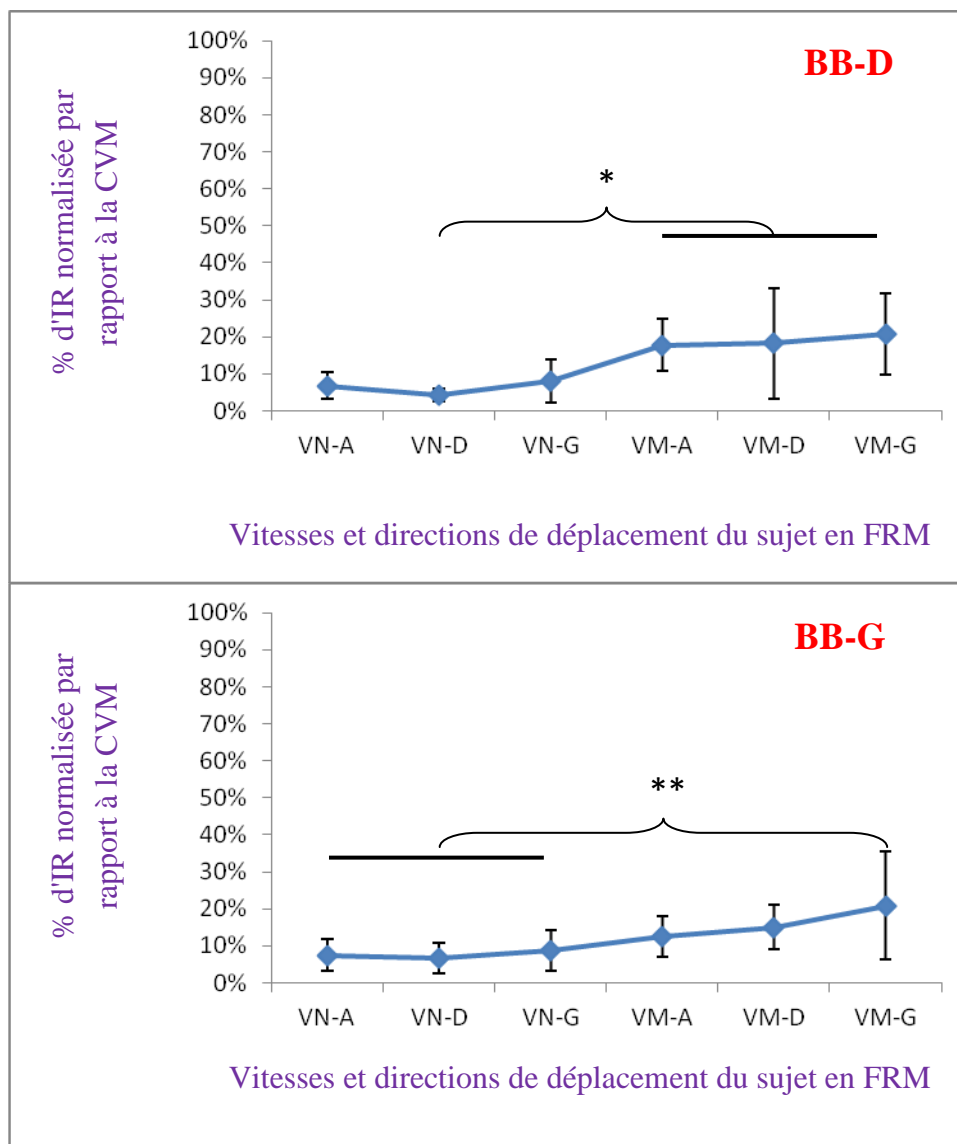 BB-D
% d'IR normalisée par
rapport à la CVM
100%
90%
80%
70%
60%
50%
40%
30%
20%
10%
0%
*
VN-A VN-D VN-G VM-A VM-D VM-G
Vitesses et directions de déplacement du sujet en FRM
BB-G
% d'IR normalisée par
rapport à la CVM
100%
90%
80%
70%
60%
50%
40%
30%
20%
10%
0%
**
VN-A VN-D VN-G VM-A VM-D VM-G
Vitesses et directions de déplacement du sujet en FRM